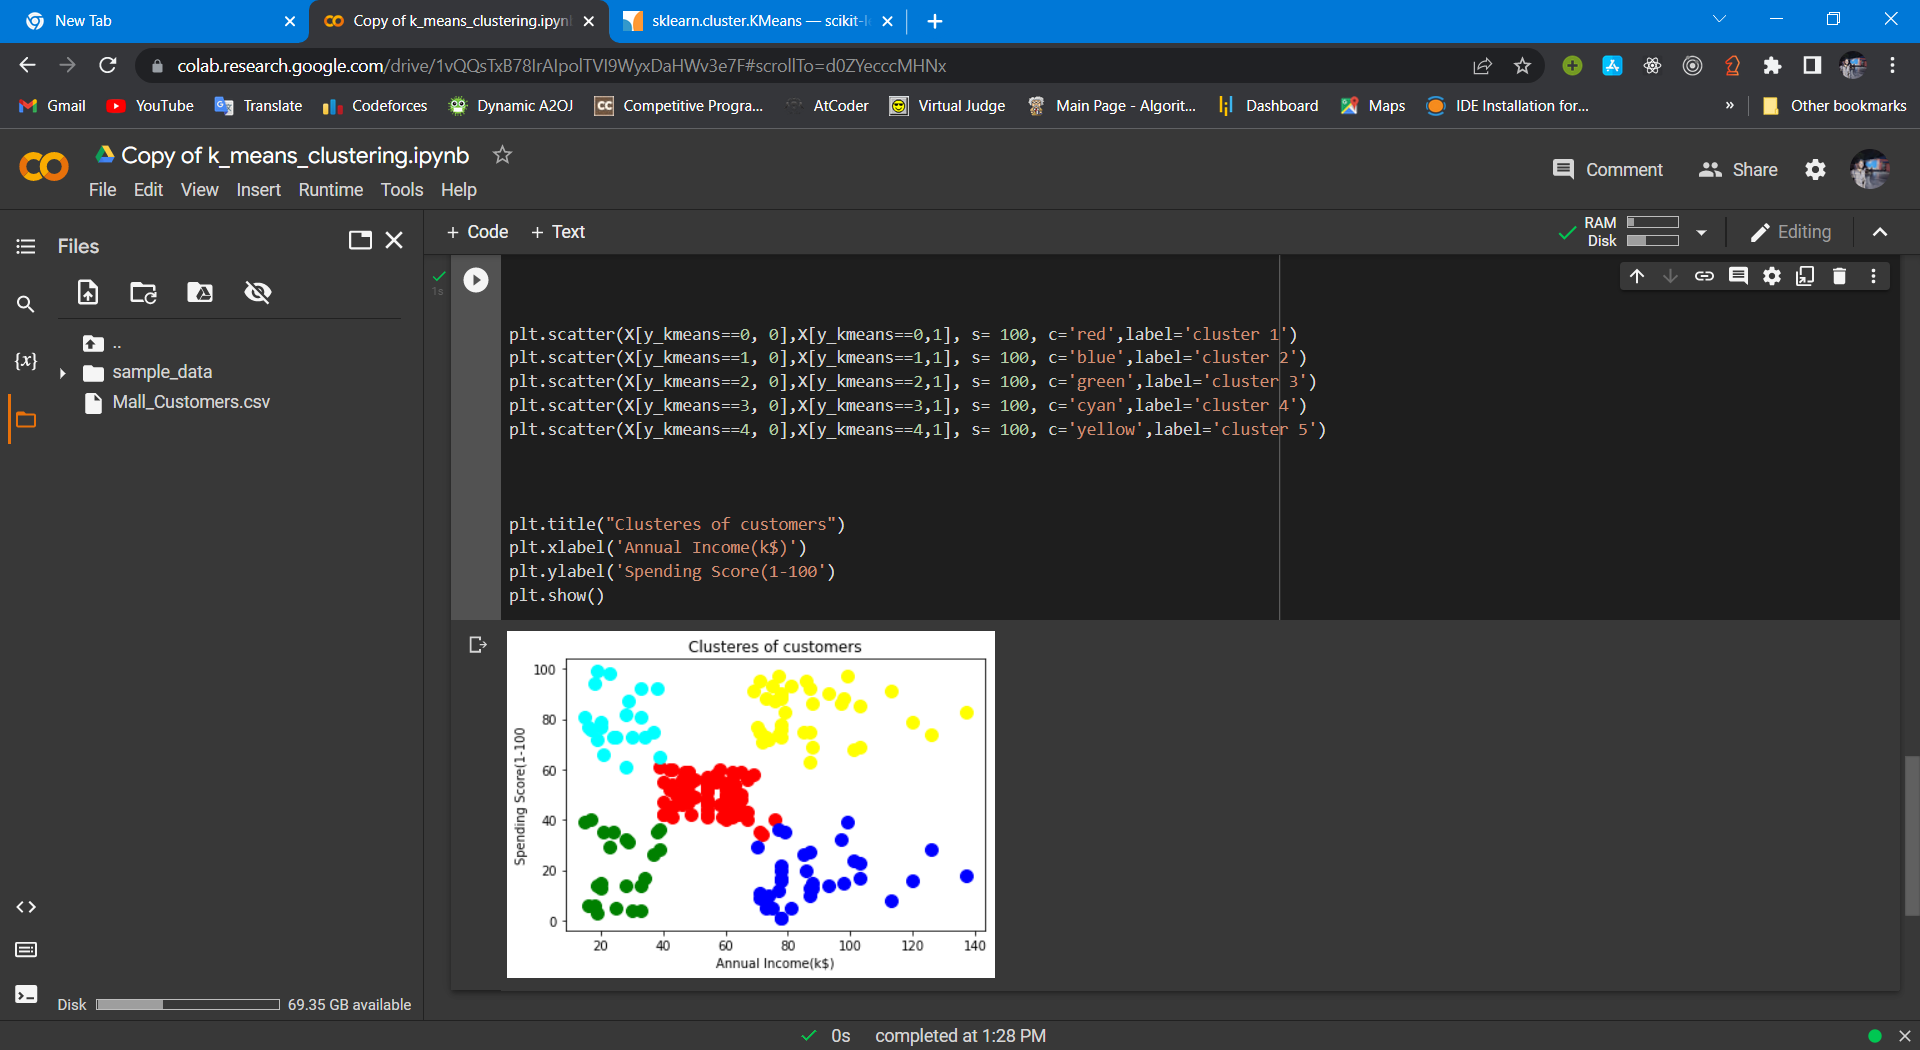 New Tab
Copy of k_means_clustering.ipyn
sklearn.cluster.KMeans — scikit-l
colab.research.google.com/drive/1vQQsTxB78IrAIpolTVI9WyxDaHWv3e7F#scrollTo=d0ZYecccMHNx
Gmail YouTube Translate Codeforces Dynamic A2OJ Competitive Progra... AtCoder Virtual Judge Main Page - Algorit... Dashboard Maps IDE Installation for... » Other bookmarks
Copy of k_means_clustering.ipynb
File Edit View Insert Runtime Tools Help
Comment Share
Files
+ Code + Text
RAM
Disk
Editing
..
sample_data
Mall_Customers.csv
1s
plt.scatter(X[y_kmeans==0, 0],X[y_kmeans==0,1], s= 100, c='red',label='cluster 1')
plt.scatter(X[y_kmeans==1, 0],X[y_kmeans==1,1], s= 100, c='blue',label='cluster 2')
plt.scatter(X[y_kmeans==2, 0],X[y_kmeans==2,1], s= 100, c='green',label='cluster 3')
plt.scatter(X[y_kmeans==3, 0],X[y_kmeans==3,1], s= 100, c='cyan',label='cluster 4')
plt.scatter(X[y_kmeans==4, 0],X[y_kmeans==4,1], s= 100, c='yellow',label='cluster 5')
plt.title("Clusteres of customers")
plt.xlabel('Annual Income(k$)')
plt.ylabel('Spending Score(1-100')
plt.show()
Clusteres of customers
100
80
60
40
20
0
Spending Score(1-100
20 40 60 80 100 120 140
Annual Income(k$)
{x}
CC
Disk 69.35 GB available
0s completed at 1:28 PM